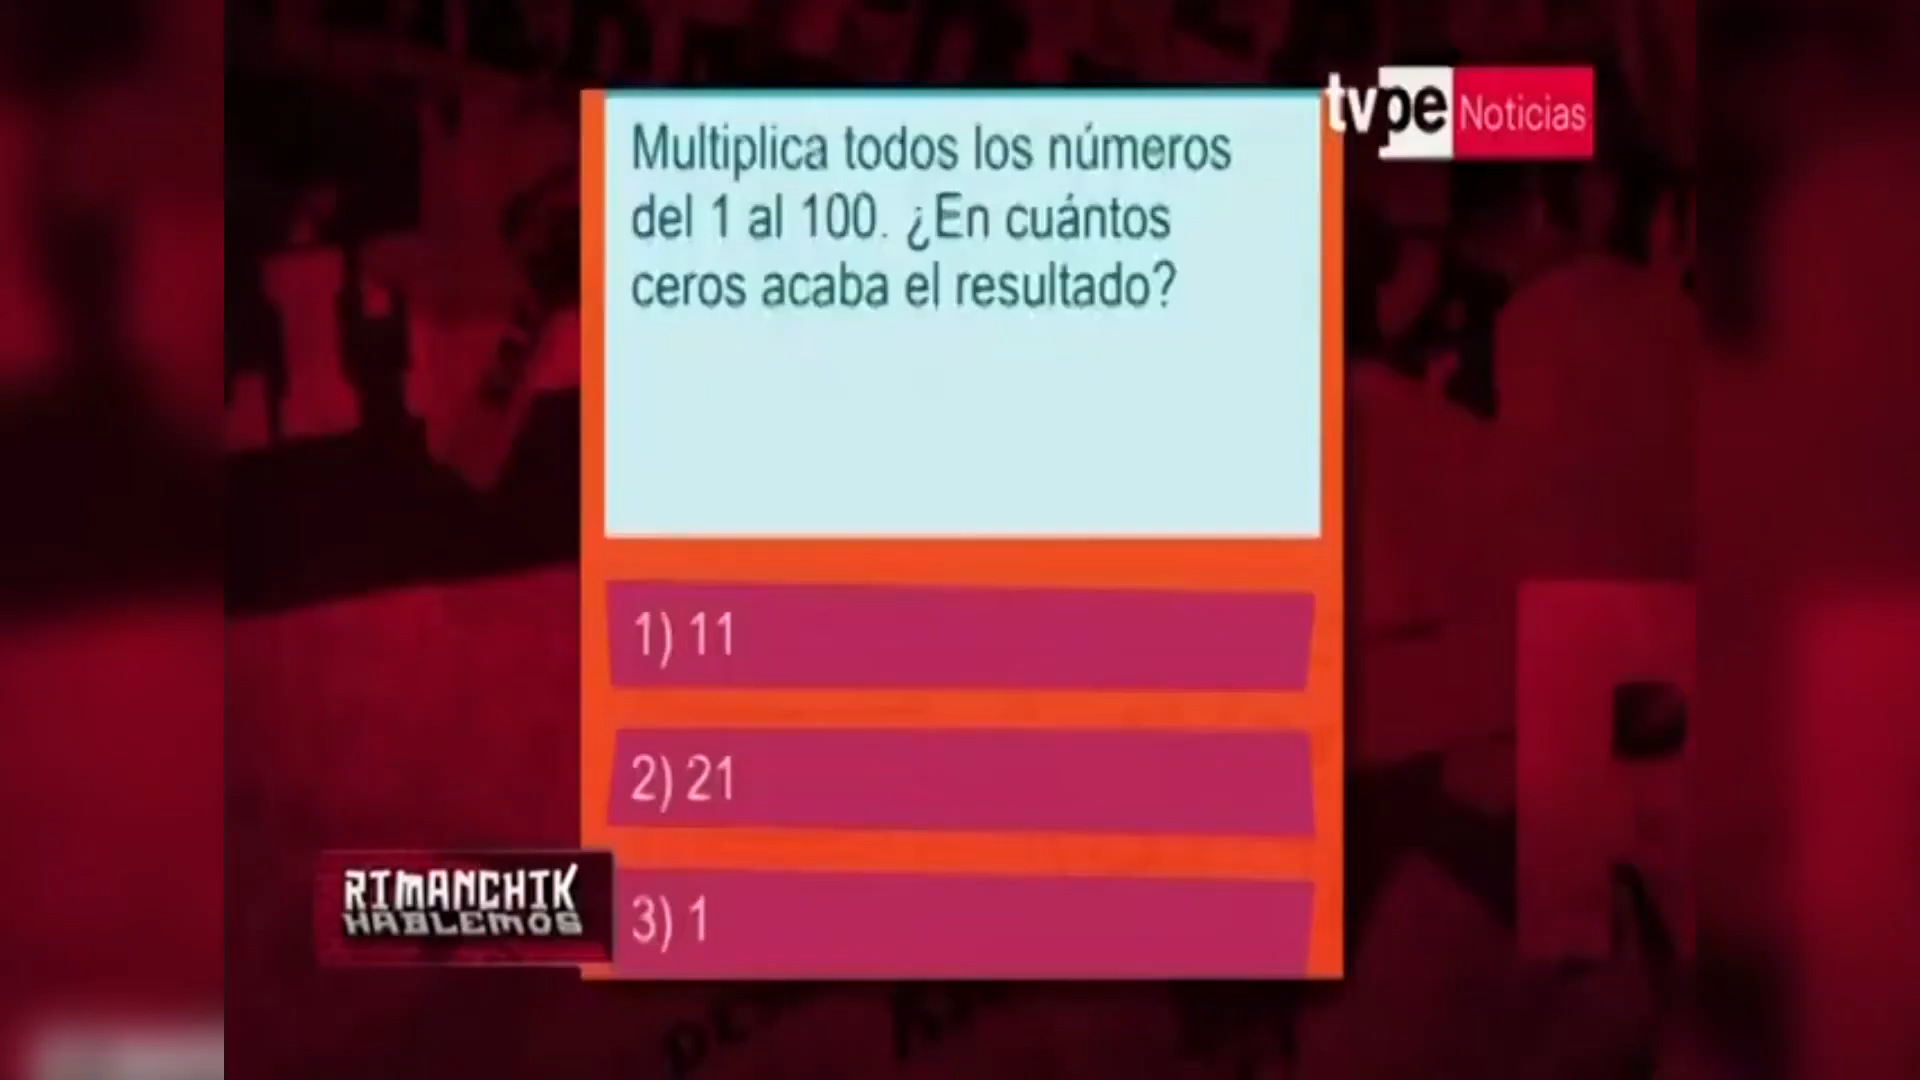 tvpe Noticias
Multiplica todos los números
del 1 al 100. ¿En cuántos
ceros acaba el resultado?
1) 11
2) 21
3) 1
RIMANCHIK
HABLEMOS